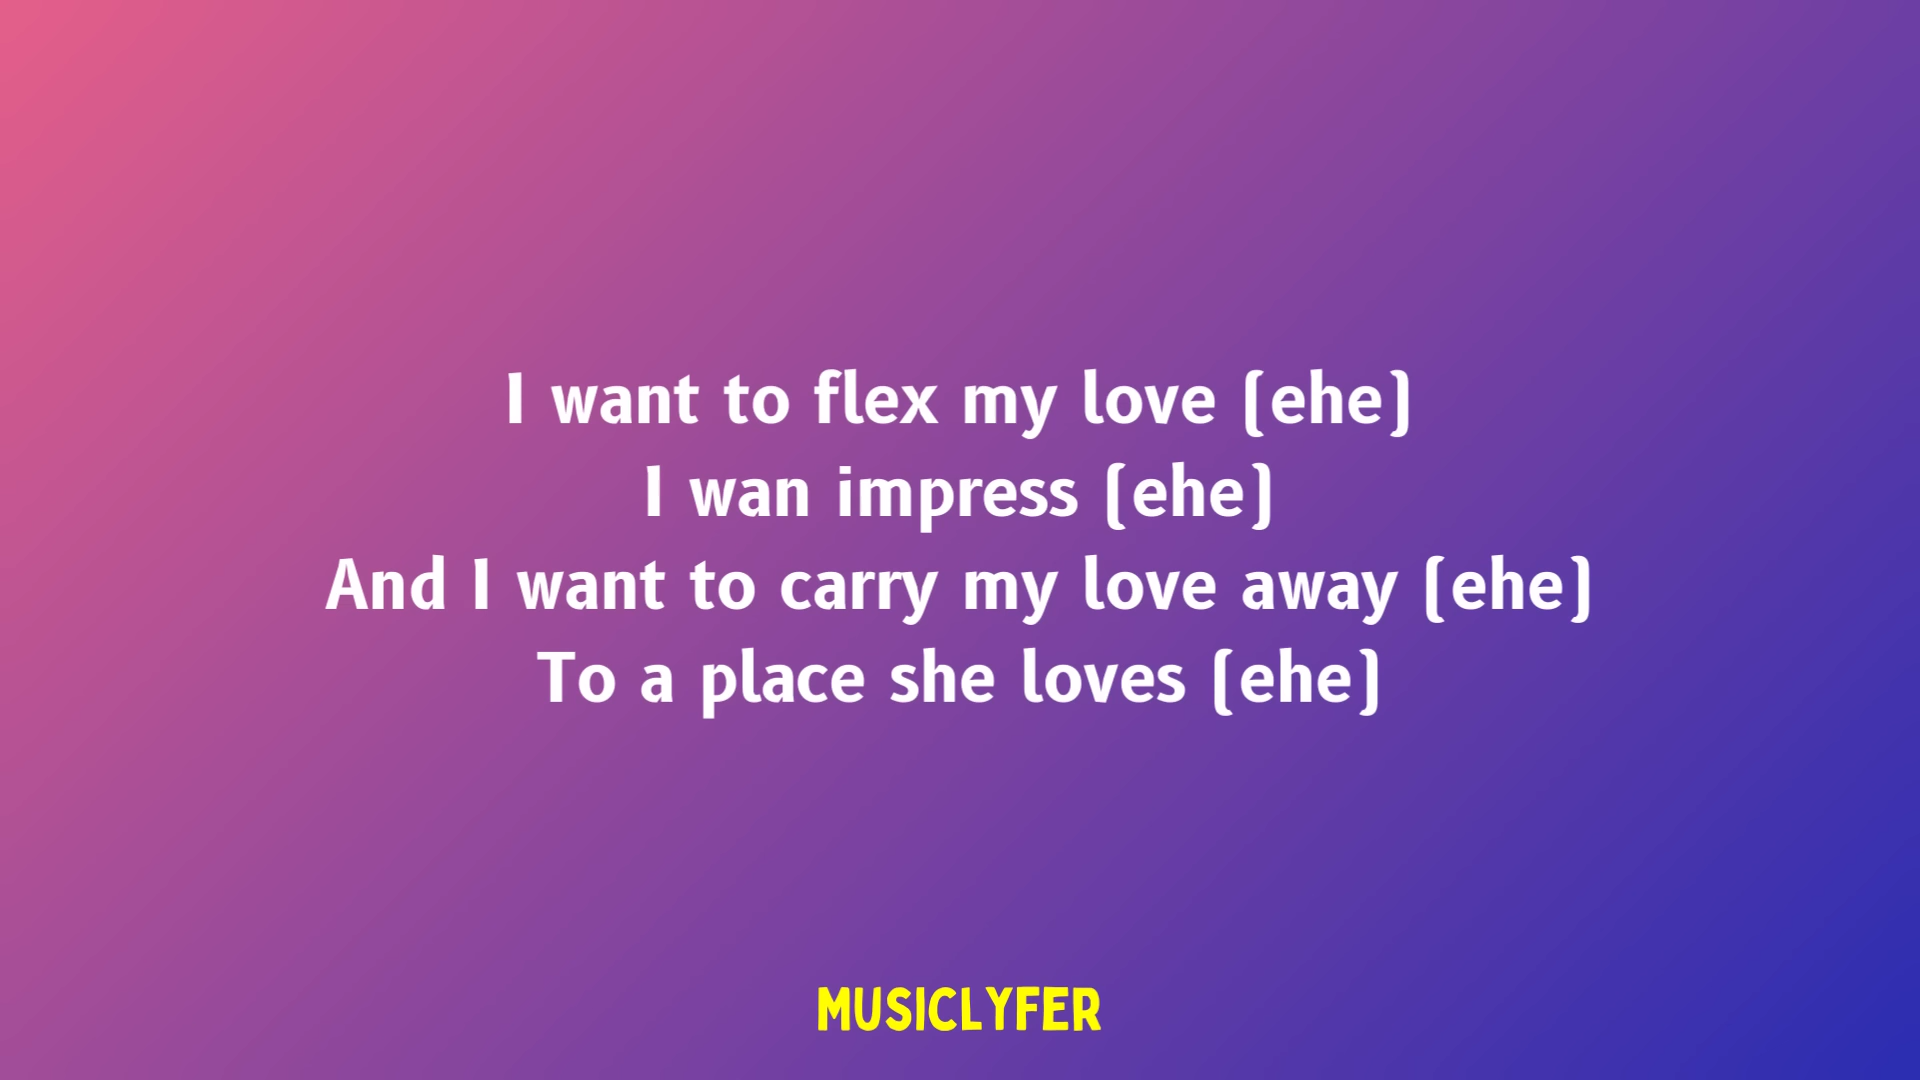 I want to flex my love (ehe)
I wan impress (ehe)
And I want to carry my love away (ehe)
To a place she loves (ehe)
MUSICLYFER